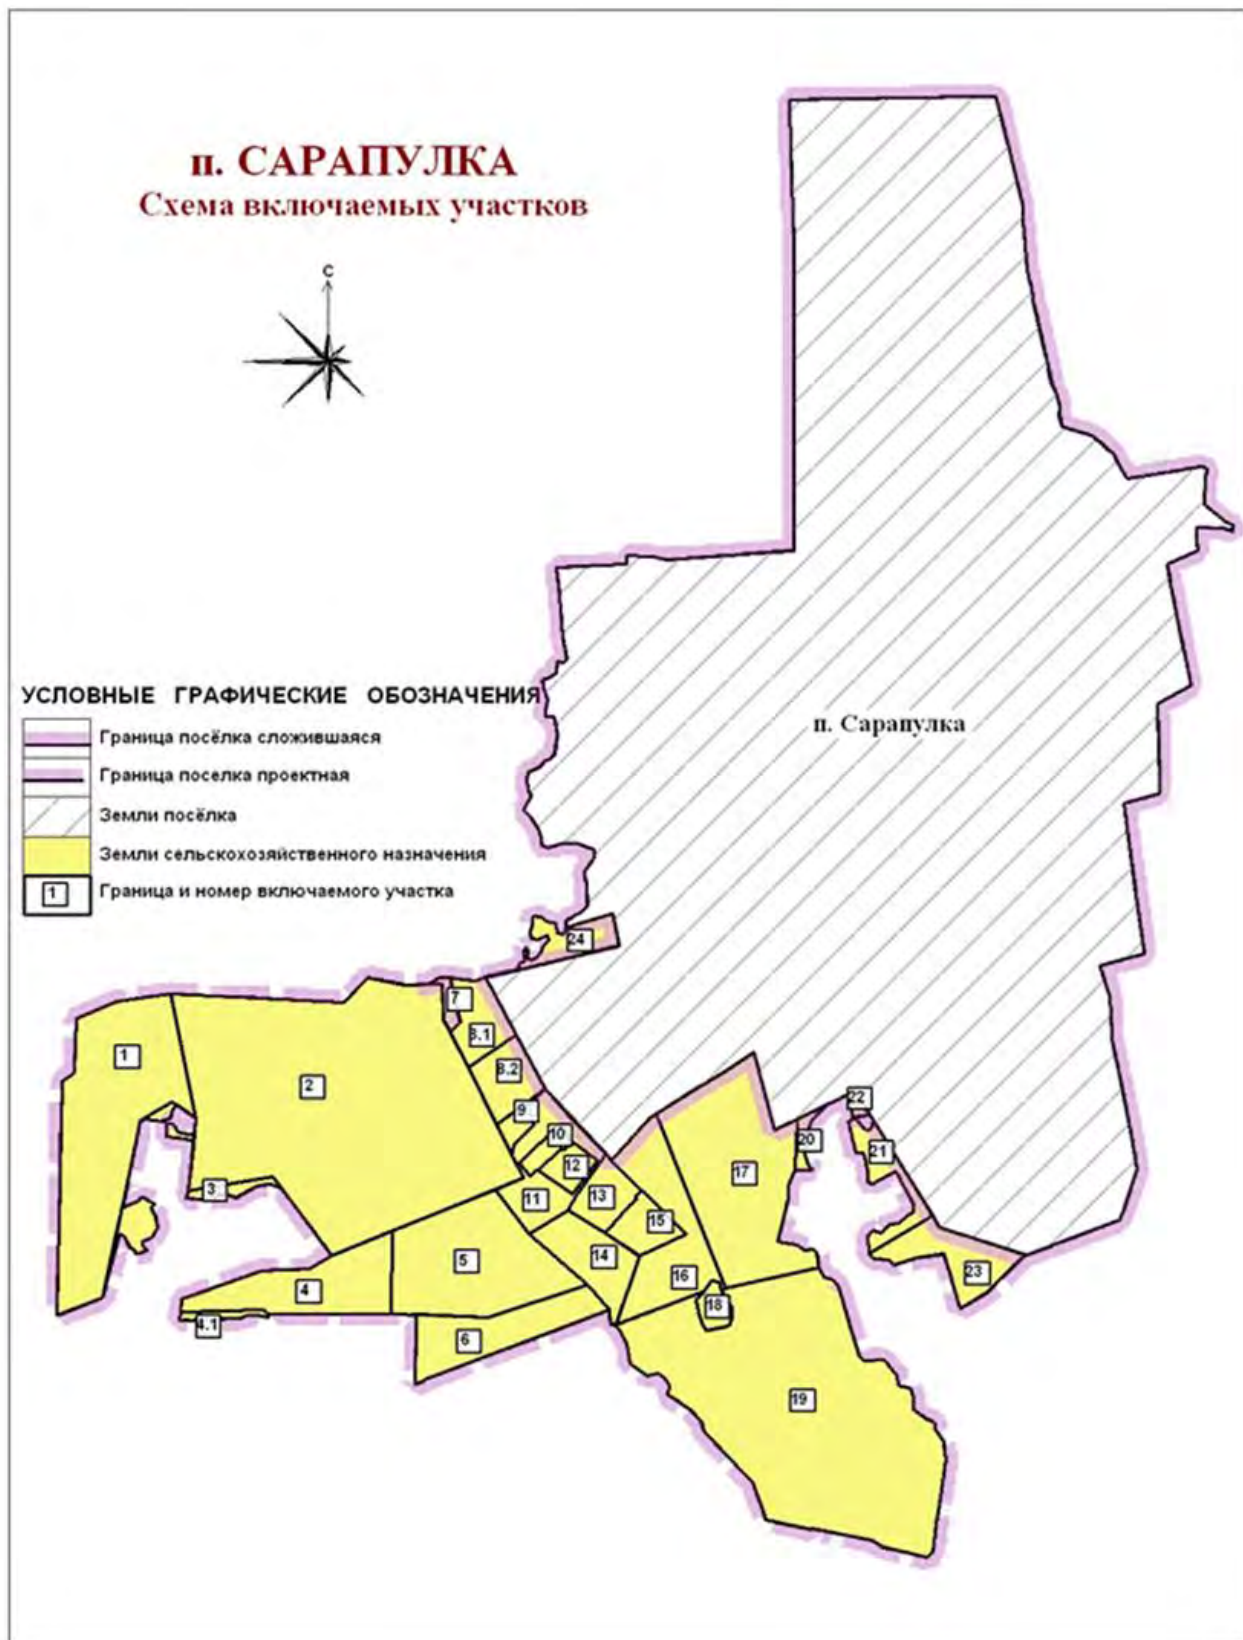 п. САРАПУЛКА
Схема включаемых участков
С
п. Сарапулка
УСЛОВНЫЕ ГРАФИЧЕСКИЕ ОБОЗНАЧЕНИЯ
Граница посёлка сложившаяся
Граница поселка проектная
Земли посёлка
Земли сельскохозяйственного назначения
1 Граница и номер включаемого участка
24
7
8.1
1
2
8.2
9
10
22
20
21
12
17
3
11
13
15
14
5
16
23
4
18
4.1
6
19